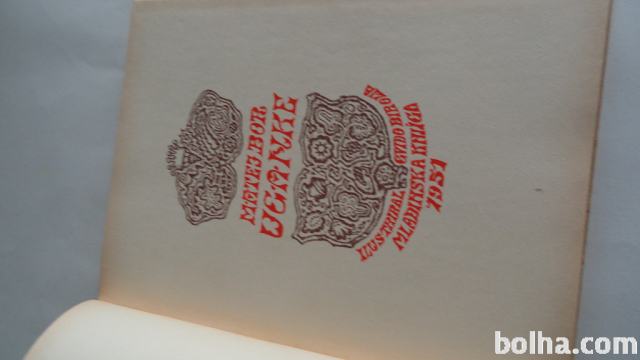 MATEJ BOR
UGANKE
ILUSTRIRAL GVIDO BIROLLA
MLADINSKA KNJIGA
1951
bolha.com